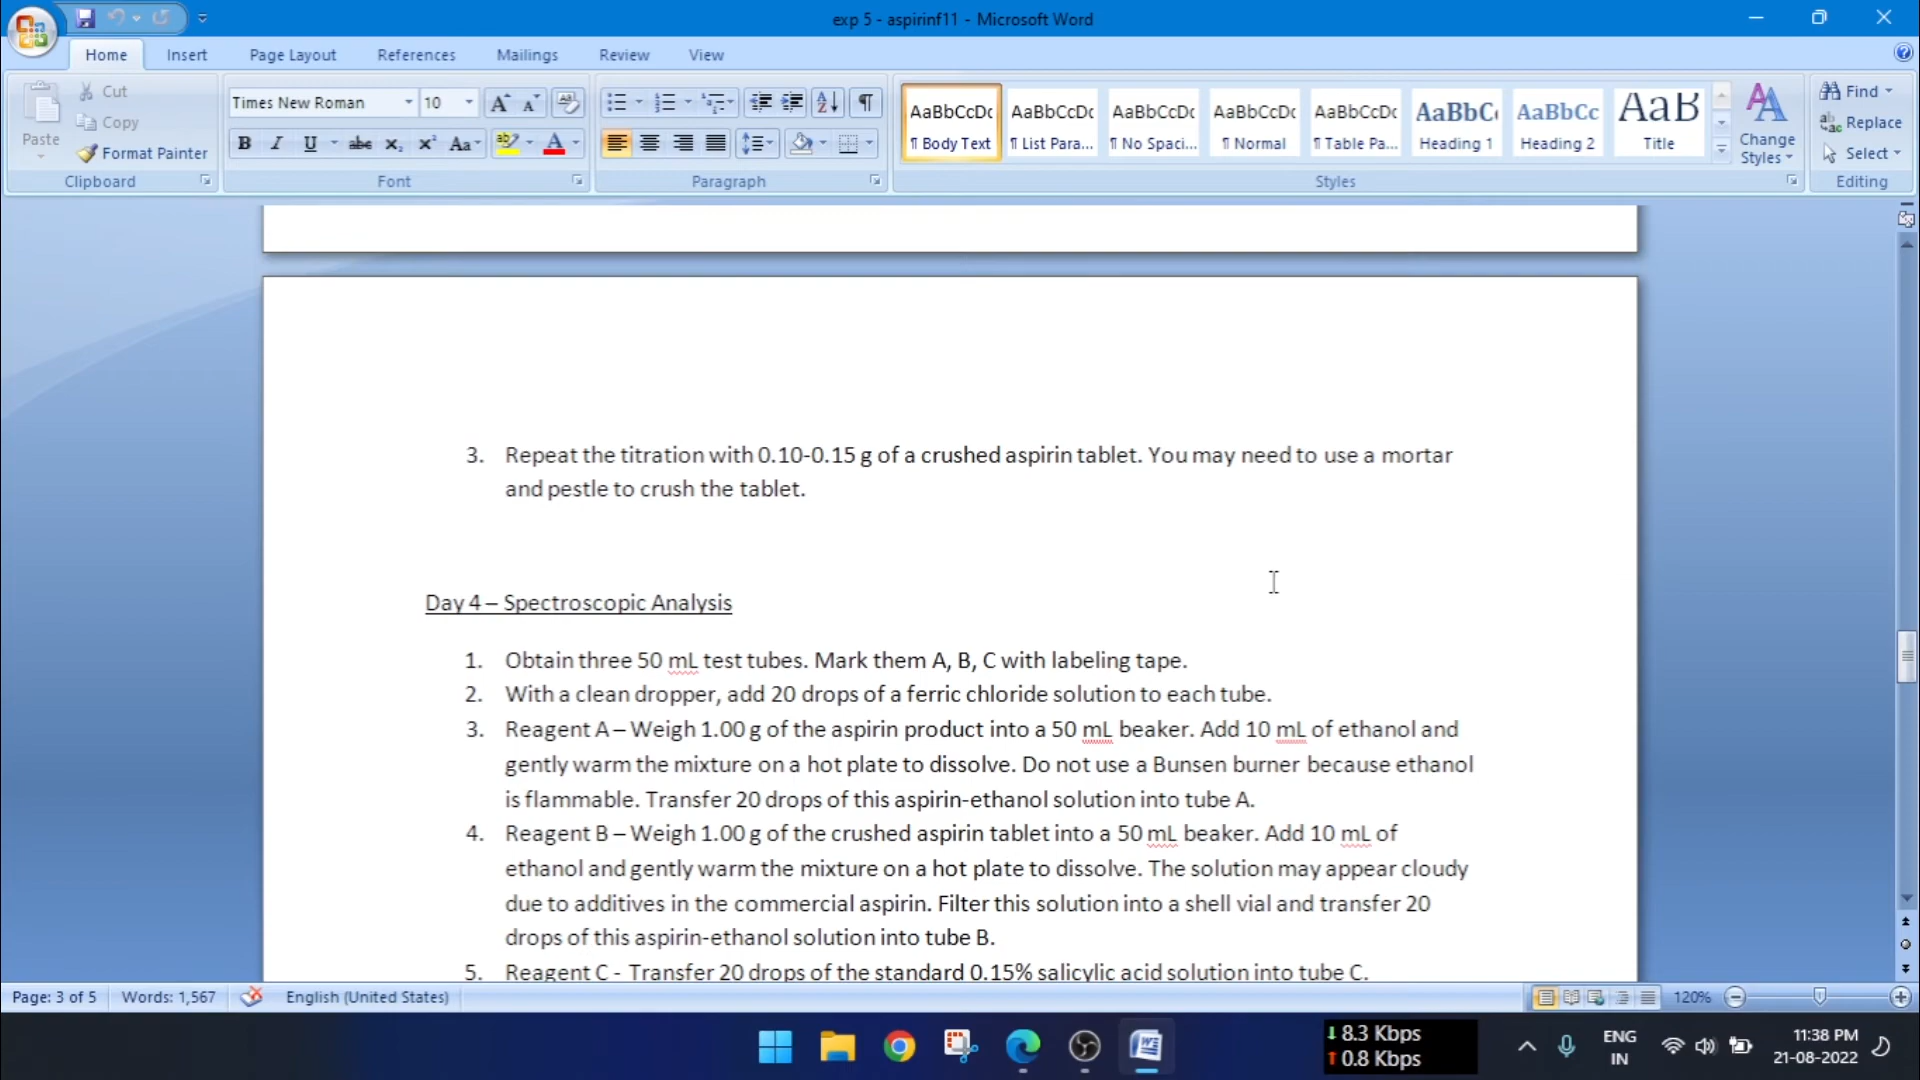 exp 5 - aspirinf11 - Microsoft Word
Home Insert Page Layout References Mailings Review View
Paste
Cut
Copy
Format Painter
Clipboard
Times New Roman 10
Font
Paragraph
AaBbCcDc AaBbCcDc AaBbCcDc AaBbCcDc AaBbCcDc AaBbC AaBbCc AaB
¶ Body Text ¶ List Para... ¶ No Spaci... ¶ Normal ¶ Table Pa... Heading 1 Heading 2 Title
Change
Styles
Styles
Find
Replace
Select
Editing
3. Repeat the titration with 0.10-0.15 g of a crushed aspirin tablet. You may need to use a mortar
and pestle to crush the tablet.
Day 4 – Spectroscopic Analysis
1. Obtain three 50 mL test tubes. Mark them A, B, C with labeling tape.
2. With a clean dropper, add 20 drops of a ferric chloride solution to each tube.
3. Reagent A – Weigh 1.00 g of the aspirin product into a 50 mL beaker. Add 10 mL of ethanol and
gently warm the mixture on a hot plate to dissolve. Do not use a Bunsen burner because ethanol
is flammable. Transfer 20 drops of this aspirin-ethanol solution into tube A.
4. Reagent B – Weigh 1.00 g of the crushed aspirin tablet into a 50 mL beaker. Add 10 mL of
ethanol and gently warm the mixture on a hot plate to dissolve. The solution may appear cloudy
due to additives in the commercial aspirin. Filter this solution into a shell vial and transfer 20
drops of this aspirin-ethanol solution into tube B.
5. Reagent C - Transfer 20 drops of the standard 0.15% salicylic acid solution into tube C.
Page: 3 of 5 Words: 1,567 English (United States) 120%
8.3 Kbps
0.8 Kbps
ENG
IN
11:38 PM
21-08-2022